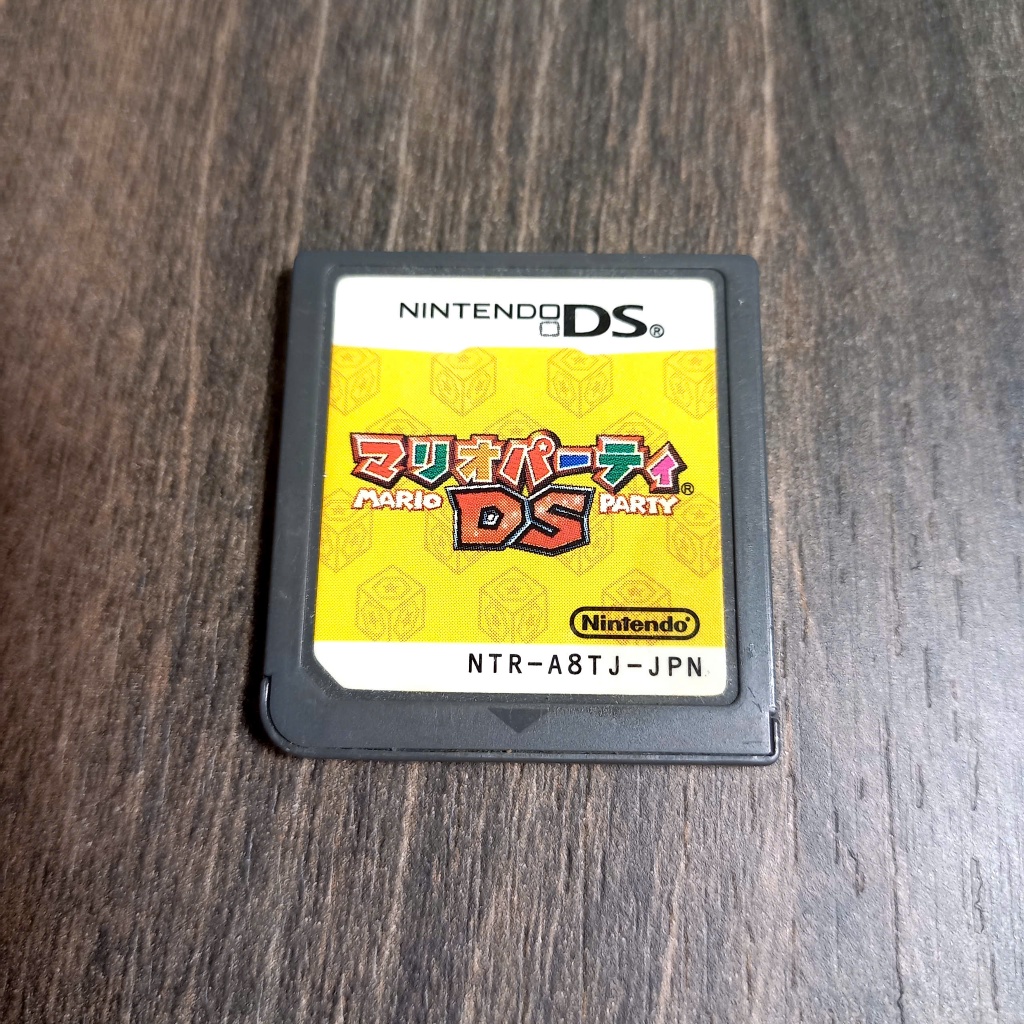 NINTENDO DS®
マリオパーティ®
MARIO DS PARTY
Nintendo®
NTR-A8TJ-JPN